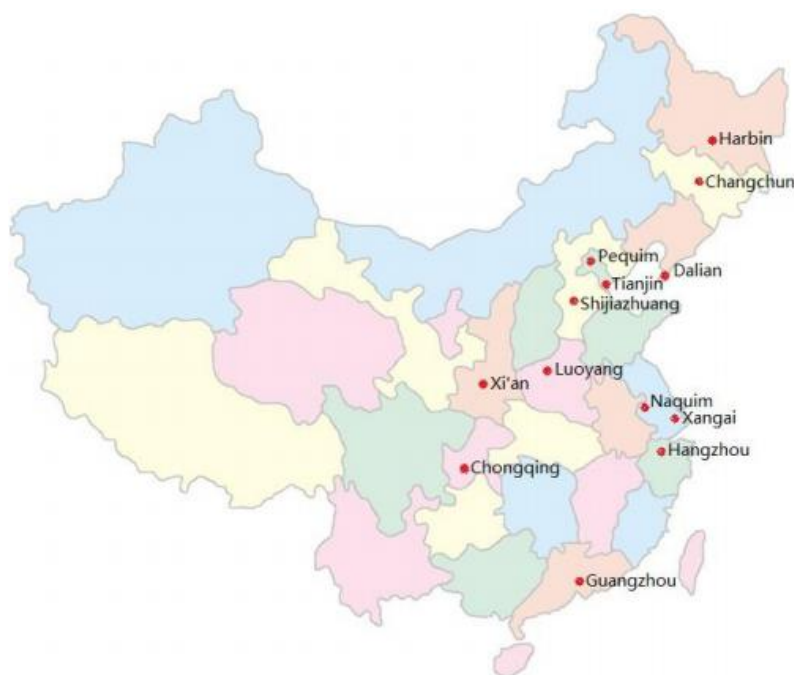 Harbin
Changchun
Pequim
Dalian
Tianjin
Shijiazhuang
Luoyang
Xi'an
Naquim
Xangai
Hangzhou
Chongqing
Guangzhou